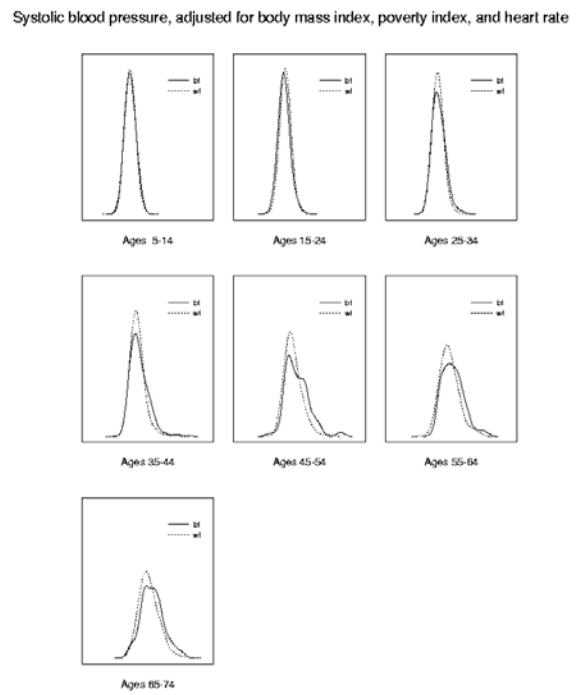 Systolic blood pressure, adjusted for body mass index, poverty index, and heart rate
bf
wf
bf
wf
bf
wf
Ages 5-14
Ages 15-24
Ages 25-34
bf
wf
bf
wf
bf
wf
Ages 35-44
Ages 45-54
Ages 55-64
bf
wf
Ages 65-74